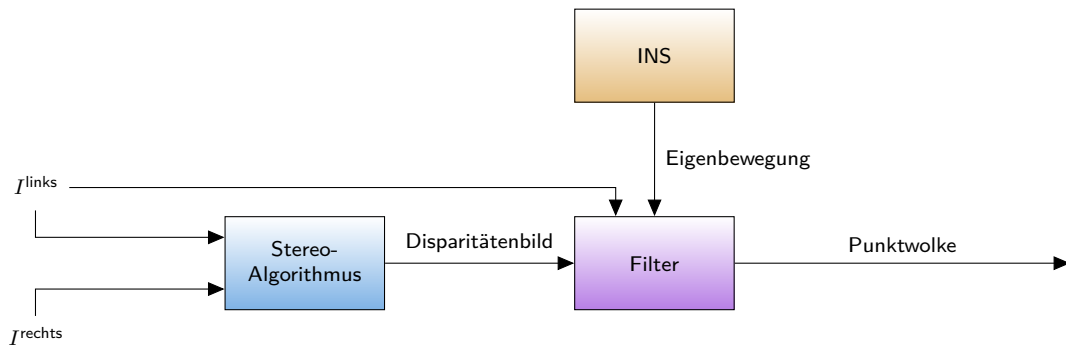 INS
Eigenbewegung
I^links
Stereo-
Algorithmus
Disparitätenbild
Filter
Punktwolke
I^rechts